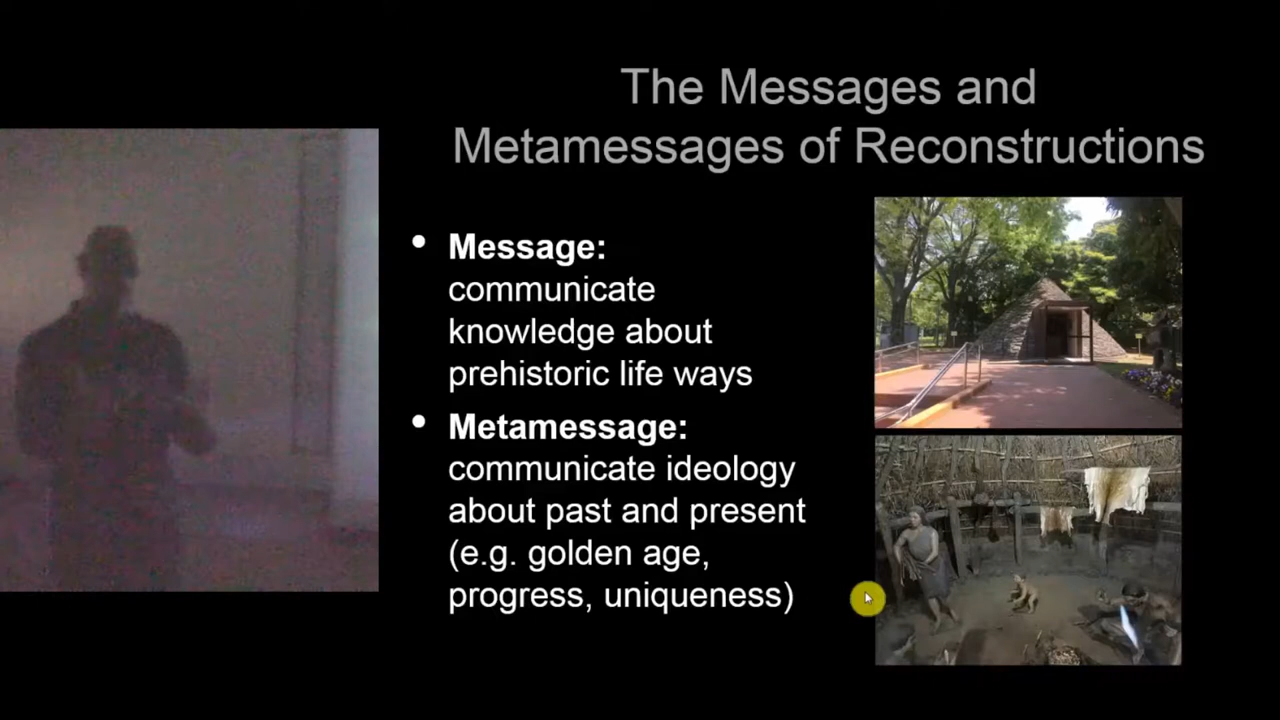 The Messages and
Metamessages of Reconstructions
• Message:
communicate
knowledge about
prehistoric life ways
• Metamessage:
communicate ideology
about past and present
(e.g. golden age,
progress, uniqueness)